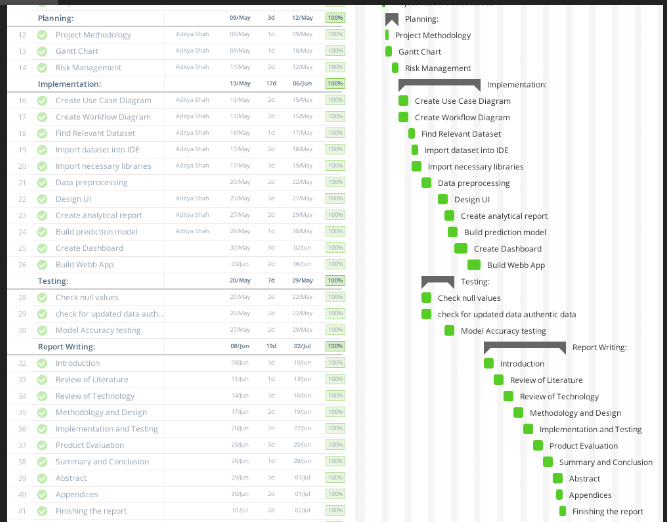 Planning: 09/May 3d 12/May 100% Planning:
12 Project Methodology Aditya Shah 09/May 1d 09/May 100% Project Methodology
13 Gantt Chart Aditya Shah 09/May 1d 10/May 100% Gantt Chart
14 Risk Management Aditya Shah 11/May 2d 12/May 100% Risk Management
Implementation: 13/May 17d 06/Jun 100% Implementation:
16 Create Use Case Diagram Aditya Shah 13/May 2d 15/May 100% Create Use Case Diagram
17 Create Workflow Diagram Aditya Shah 13/May 2d 15/May 100% Create Workflow Diagram
18 Find Relevant Dataset Aditya Shah 16/May 1d 17/May 100% Find Relevant Dataset
19 Import dataset into IDE Aditya Shah 17/May 2d 18/May 100% Import dataset into IDE
20 Import necessary libraries Aditya Shah 17/May 3d 19/May 100% Import necessary libraries
21 Data preprocessing 20/May 2d 22/May 100% Data preprocessing
22 Design UI Aditya Shah 25/May 3d 27/May 100% Design UI
23 Create analytical report Aditya Shah 27/May 2d 29/May 100% Create analytical report
24 Build prediction model Aditya Shah 28/May 1d 30/May 100% Build prediction model
25 Create Dashboard 30/May 3d 02/Jun 100% Create Dashboard
26 Build Webb App 03/Jun 2d 06/Jun 100% Build Webb App
Testing: 20/May 7d 29/May 100% Testing:
28 Check null values 20/May 2d 22/May 100% Check null values
29 check for updated data auth... 20/May 2d 22/May 100% check for updated data authentic data
30 Model Accuracy testing 27/May 2d 29/May 100% Model Accuracy testing
Report Writing: 08/Jun 19d 02/Jul 100% Report Writing:
32 Introduction 08/Jun 2d 10/Jun 100% Introduction
33 Review of Literature 11/Jun 1d 13/Jun 100% Review of Literature
34 Review of Technology 14/Jun 3d 16/Jun 100% Review of Technology
35 Methodology and Design 17/Jun 2d 19/Jun 100% Methodology and Design
36 Implementation and Testing 20/Jun 2d 22/Jun 100% Implementation and Testing
37 Product Evaluation 23/Jun 3d 25/Jun 100% Product Evaluation
38 Summary and Conclusion 26/Jun 1d 28/Jun 100% Summary and Conclusion
39 Abstract 29/Jun 3d 01/Jul 100% Abstract
40 Appendices 30/Jun 2d 01/Jul 100% Appendices
41 Finishing the report 01/Jul 2d 02/Jul 100% Finishing the report